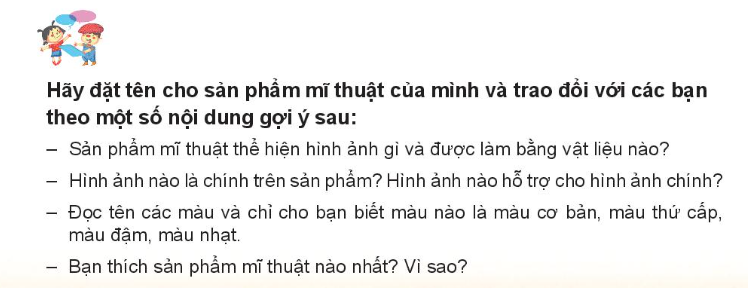 Hãy đặt tên cho sản phẩm mĩ thuật của mình và trao đổi với các bạn
theo một số nội dung gợi ý sau:
– Sản phẩm mĩ thuật thể hiện hình ảnh gì và được làm bằng vật liệu nào?
– Hình ảnh nào là chính trên sản phẩm? Hình ảnh nào hỗ trợ cho hình ảnh chính?
– Đọc tên các màu và chỉ cho bạn biết màu nào là màu cơ bản, màu thứ cấp,
màu đậm, màu nhạt.
– Bạn thích sản phẩm mĩ thuật nào nhất? Vì sao?